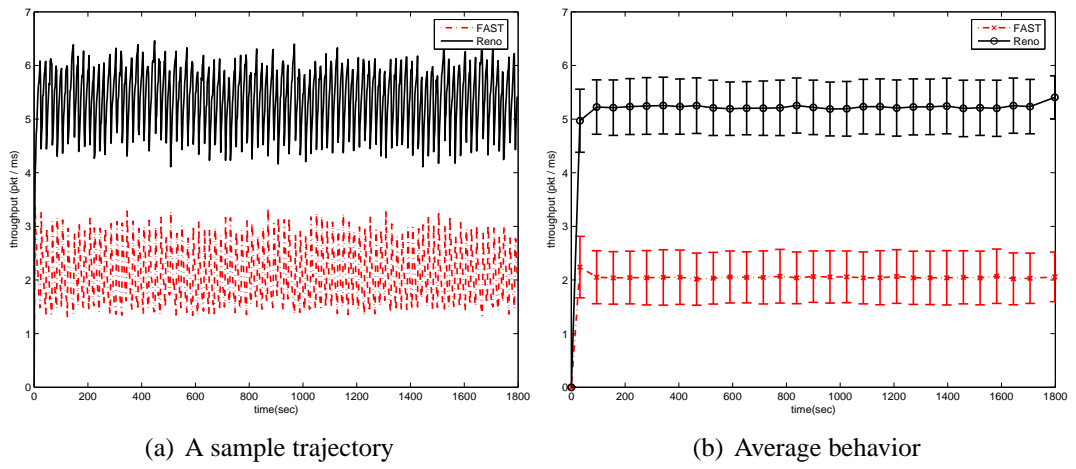 7
6
5
4
3
2
1
0
throughput (pkt / ms)
0 200 400 600 800 1000 1200 1400 1600 1800
time(sec)
FAST
Reno
(a) A sample trajectory
7
6
5
4
3
2
1
0
throughput (pkt / ms)
0 200 400 600 800 1000 1200 1400 1600 1800
time(sec)
FAST
Reno
(b) Average behavior